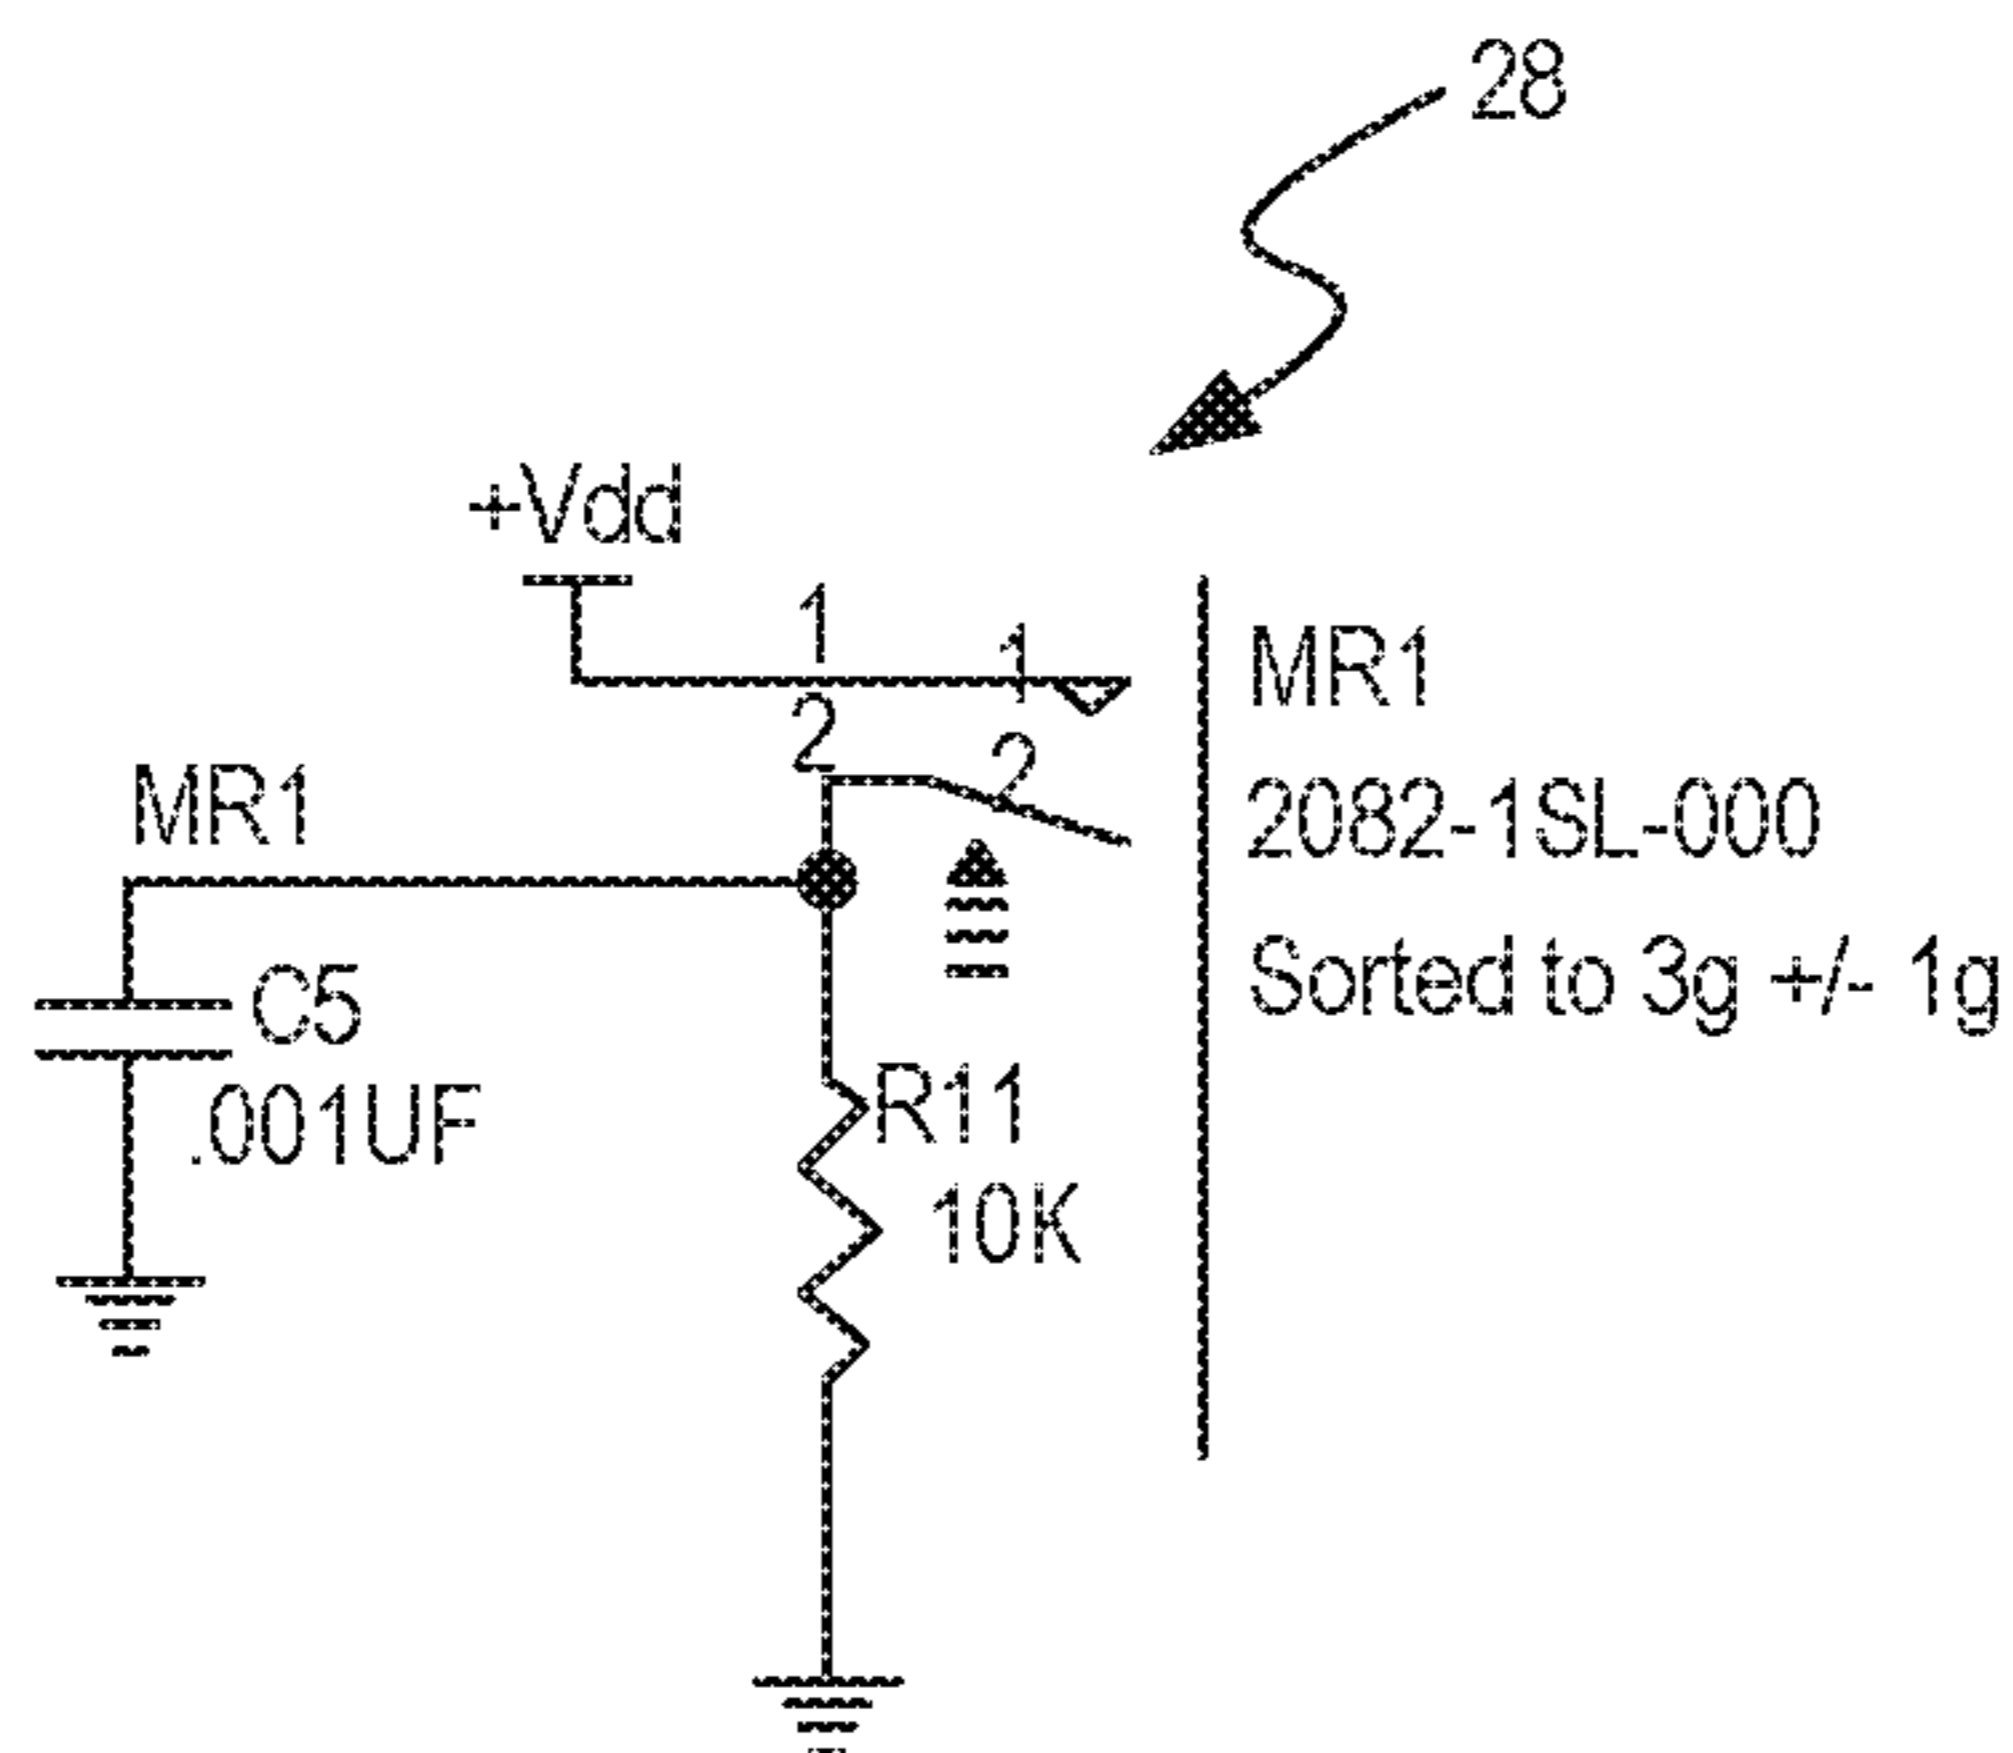 28
+Vdd
1
1
MR1
2
2
MR1
2082-1SL-000
C5
Sorted to 3g +/- 1g
.001UF
R11
10K